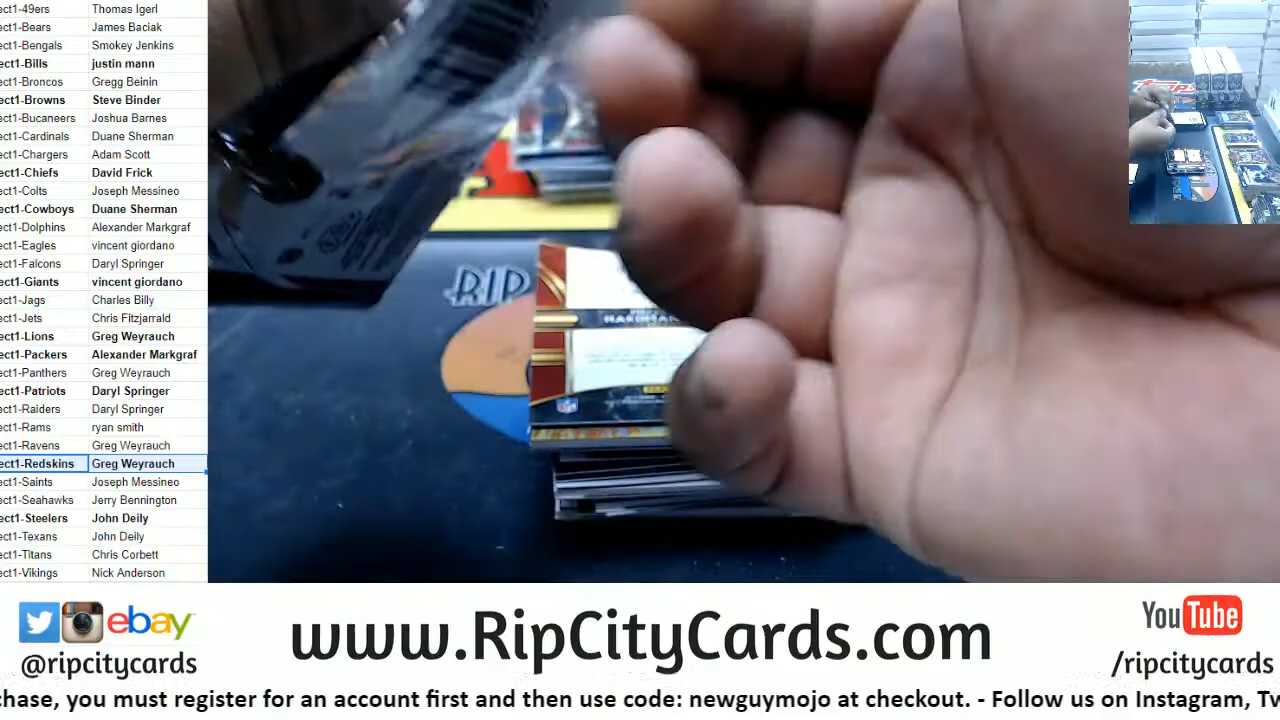 ect1-49ers Thomas Igerl
ect1-Bears James Baciak
ect1-Bengals Smokey Jenkins
ect1-Bills justin mann
ect1-Broncos Gregg Beinin
ect1-Browns Steve Binder
ect1-Bucaneers Joshua Barnes
ect1-Cardinals Duane Sherman
ect1-Chargers Adam Scott
ect1-Chiefs David Frick
ect1-Colts Joseph Messineo
ect1-Cowboys Duane Sherman
ect1-Dolphins Alexander Markgraf
ect1-Eagles vincent giordano
ect1-Falcons Daryl Springer
ect1-Giants vincent giordano
ect1-Jags Charles Billy
ect1-Jets Chris Fitzjarrald
ect1-Lions Greg Weyrauch
ect1-Packers Alexander Markgraf
ect1-Panthers Greg Weyrauch
ect1-Patriots Daryl Springer
ect1-Raiders Daryl Springer
ect1-Rams ryan smith
ect1-Ravens Greg Weyrauch
ect1-Redskins Greg Weyrauch
ect1-Saints Joseph Messineo
ect1-Seahawks Jerry Bennington
ect1-Steelers John Deily
ect1-Texans John Deily
ect1-Titans Chris Corbett
ect1-Vikings Nick Anderson
RIP
TOPPS
ebay
@ripcitycards
www.RipCityCards.com
YouTube
/ripcitycards
chase, you must register for an account first and then use code: newguymojo at checkout. - Follow us on Instagram, Tw